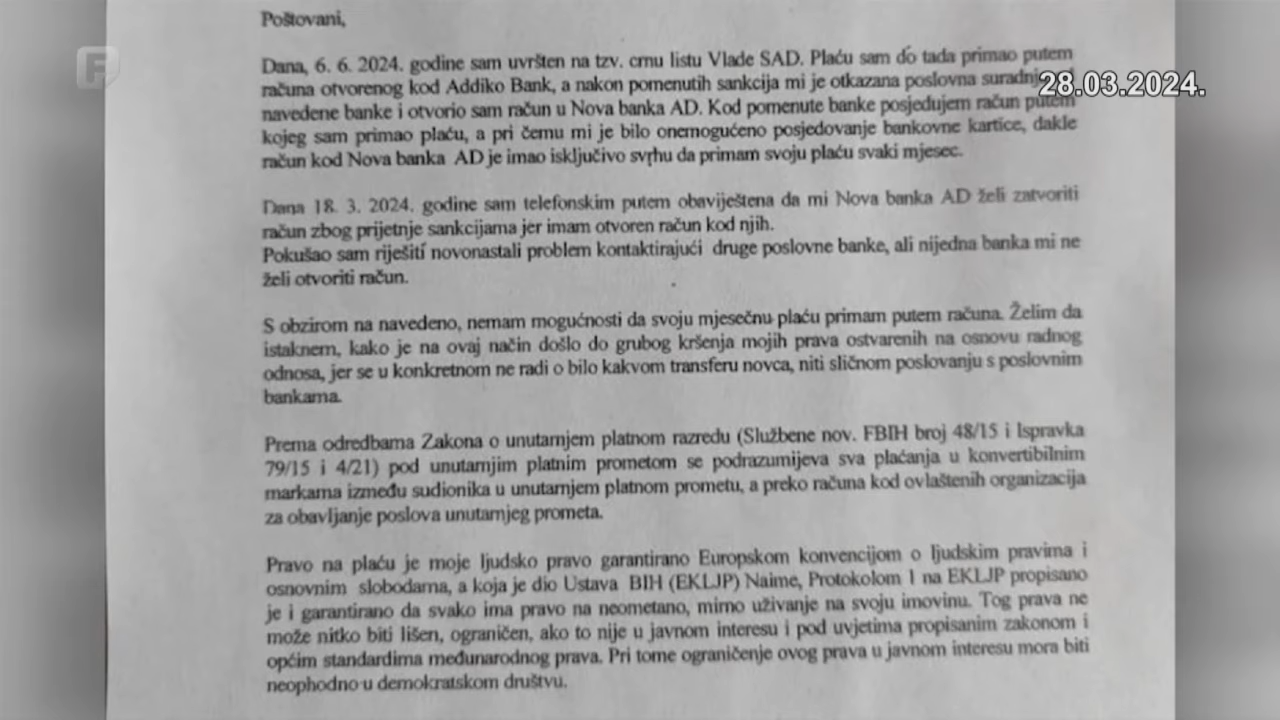 Poštovani,
Dana, 6. 6. 2024. godine sam uvršten na tzv. crnu listu Vlade SAD. Plaću sam do tada primao putem
računa otvorenog kod Addiko Bank, a nakon pomenutih sankcija mi je otkazana poslovna suradnj
28.03.2024.
navedene banke i otvorio sam račun u Nova banka AD. Kod pomenute banke posjedujem račun putem
kojeg sam primao plaću, a pri čemu mi je bilo onemogućeno posjedovanje bankovne kartice, dakle
račun kod Nova banka AD je imao isključivo svrhu da primam svoju plaću svaki mjesec.
Dana 18. 3. 2024. godine sam telefonskim putem obaviještena da mi Nova banka AD želi zatvoriti
račun zbog prijetnje sankcijama jer imam otvoren račun kod njih.
Pokušao sam riješiti novonastali problem kontaktirajući druge poslovne banke, ali nijedna banka mi ne
želi otvoriti račun.
S obzirom na navedeno, nemam mogućnosti da svoju mjesečnu plaću primam putem računa. Želim da
istaknem, kako je na ovaj način došlo do grubog kršenja mojih prava ostvarenih na osnovu radnog
odnosa, jer se u konkretnom ne radi o bilo kakvom transferu novca, niti sličnom poslovanju s poslovnim
bankama.
Prema odredbama Zakona o unutarnjem platnom razredu (Službene nov. FBIH broj 48/15 i Ispravka
79/15 i 4/21) pod unutarnjim platnim prometom se podrazumijeva sva plaćanja u konvertibilnim
markama između sudionika u unutarnjem platnom prometu, a preko računa kod ovlaštenih organizacija
za obavljanje poslova unutarnjeg prometa.
Pravo na plaću je moje ljudsko pravo garantirano Europskom konvencijom o ljudskim pravima i
osnovnim slobodama, a koja je dio Ustava BIH (EKLJP) Naime, Protokolom 1 na EKLJP propisano
je i garantirano da svako ima pravo na neometano, mirno uživanje na svoju imovinu. Tog prava ne
može nitko biti lišen, ograničen, ako to nije u javnom interesu i pod uvjetima propisanim zakonom i
općim standardima međunarodnog prava. Pri tome ograničenje ovog prava u javnom interesu mora biti
neophodno u demokratskom društvu.